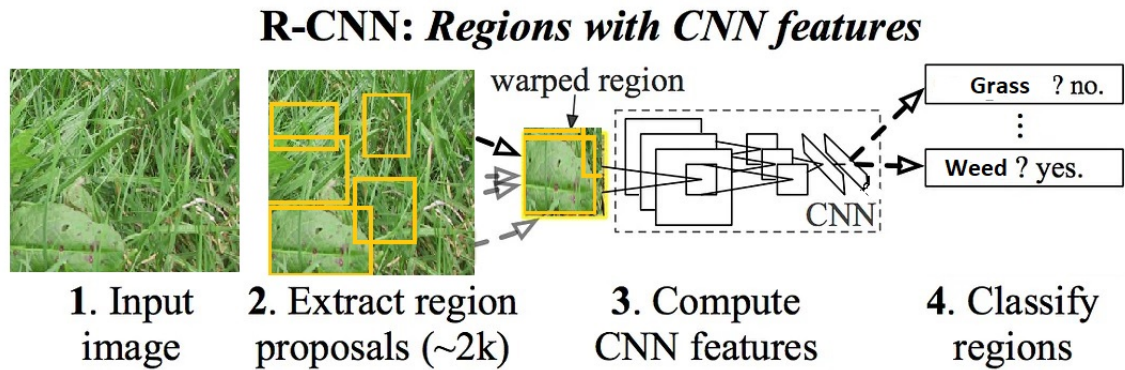 R-CNN: Regions with CNN features
warped region
Grass ? no.
⋮
Weed ? yes.
CNN
1. Input
image
2. Extract region
proposals (~2k)
3. Compute
CNN features
4. Classify
regions